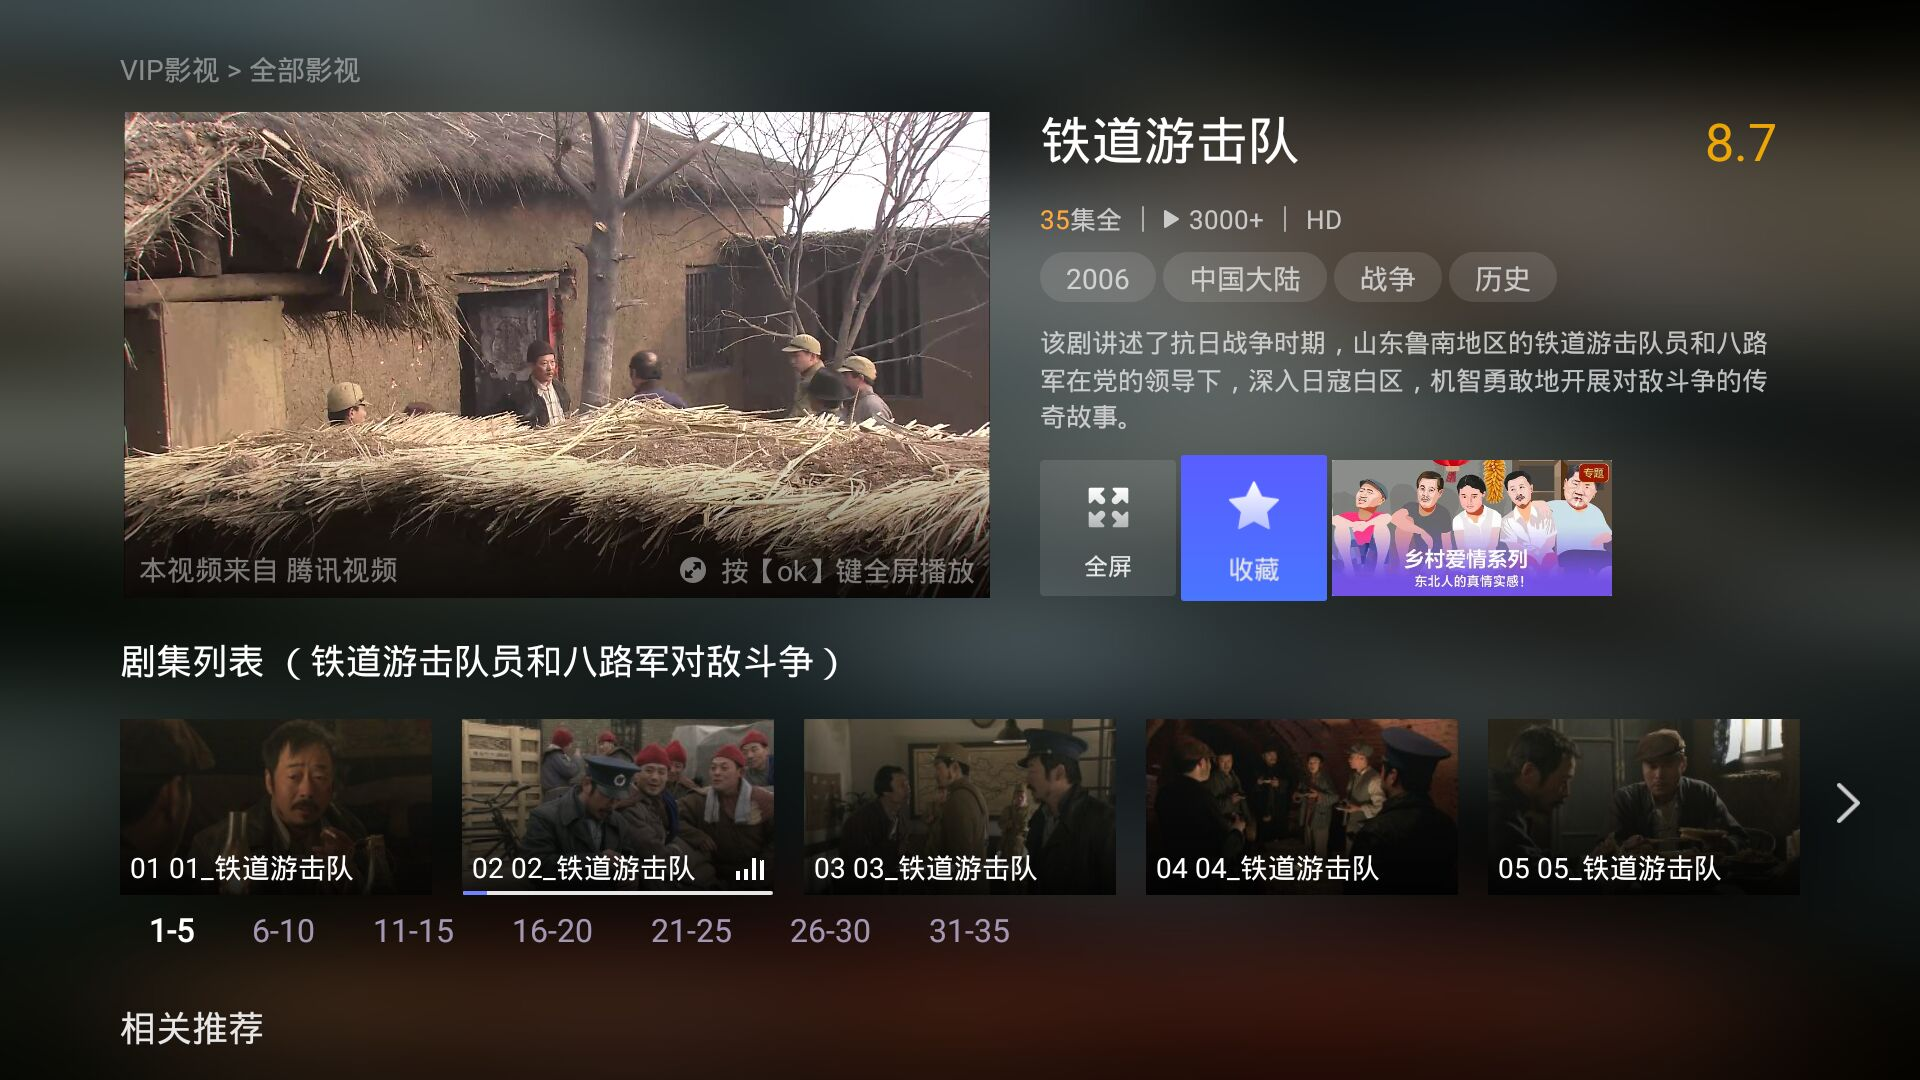 VIP影视 > 全部影视
本视频来自 腾讯视频
按【ok】键全屏播放
铁道游击队
8.7
35集全 | 3000+ | HD
2006 中国大陆 战争 历史
该剧讲述了抗日战争时期，山东鲁南地区的铁道游击队员和八路
军在党的领导下，深入日寇白区，机智勇敢地开展对敌斗争的传
奇故事。
全屏
收藏
专题
乡村爱情系列
东北人的真情实感！
剧集列表 （铁道游击队员和八路军对敌斗争）
01 01_铁道游击队
02 02_铁道游击队
03 03_铁道游击队
04 04_铁道游击队
05 05_铁道游击队
1-5 6-10 11-15 16-20 21-25 26-30 31-35
相关推荐